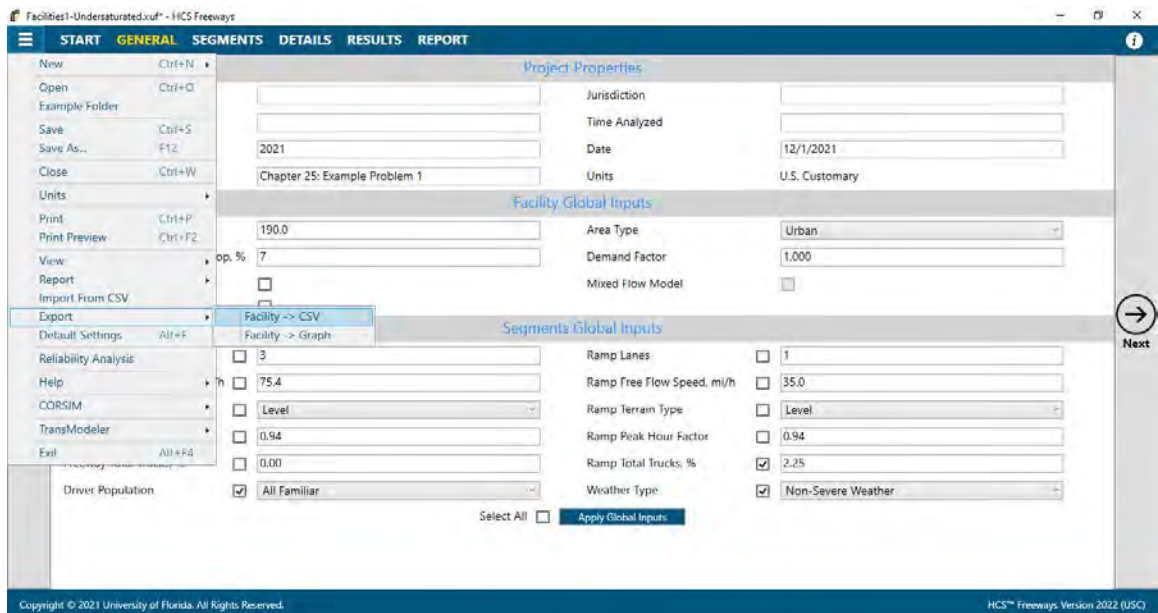 Facilities1-Undersaturated.xuf* - HCS Freeways
START GENERAL SEGMENTS DETAILS RESULTS REPORT
New Ctrl+N
Open Ctrl+O
Example Folder
Save Ctrl+S
Save As... F12
Close Ctrl+W
Units
Print Ctrl+P
Print Preview Ctrl+F2
View
Report
Import From CSV
Export
Default Settings Alt+F
Reliability Analysis
Help
CORSIM
TransModeler
Exit Alt+F4
Facility -> CSV
Facility -> Graph
Project Properties
Jurisdiction
Time Analyzed
2021 Date 12/1/2021
Chapter 25: Example Problem 1 Units U.S. Customary
Facility Global Inputs
190.0 Area Type Urban
op, % 7 Demand Factor 1.000
Mixed Flow Model
Segments Global Inputs
3 Ramp Lanes 1
75.4 Ramp Free Flow Speed, mi/h 35.0
Level Ramp Terrain Type Level
0.94 Ramp Peak Hour Factor 0.94
0.00 Ramp Total Trucks, % 2.25
Driver Population All Familiar Weather Type Non-Severe Weather
Select All Apply Global Inputs
Next
Copyright © 2021 University of Florida. All Rights Reserved. HCS™ Freeways Version 2022 (USC)